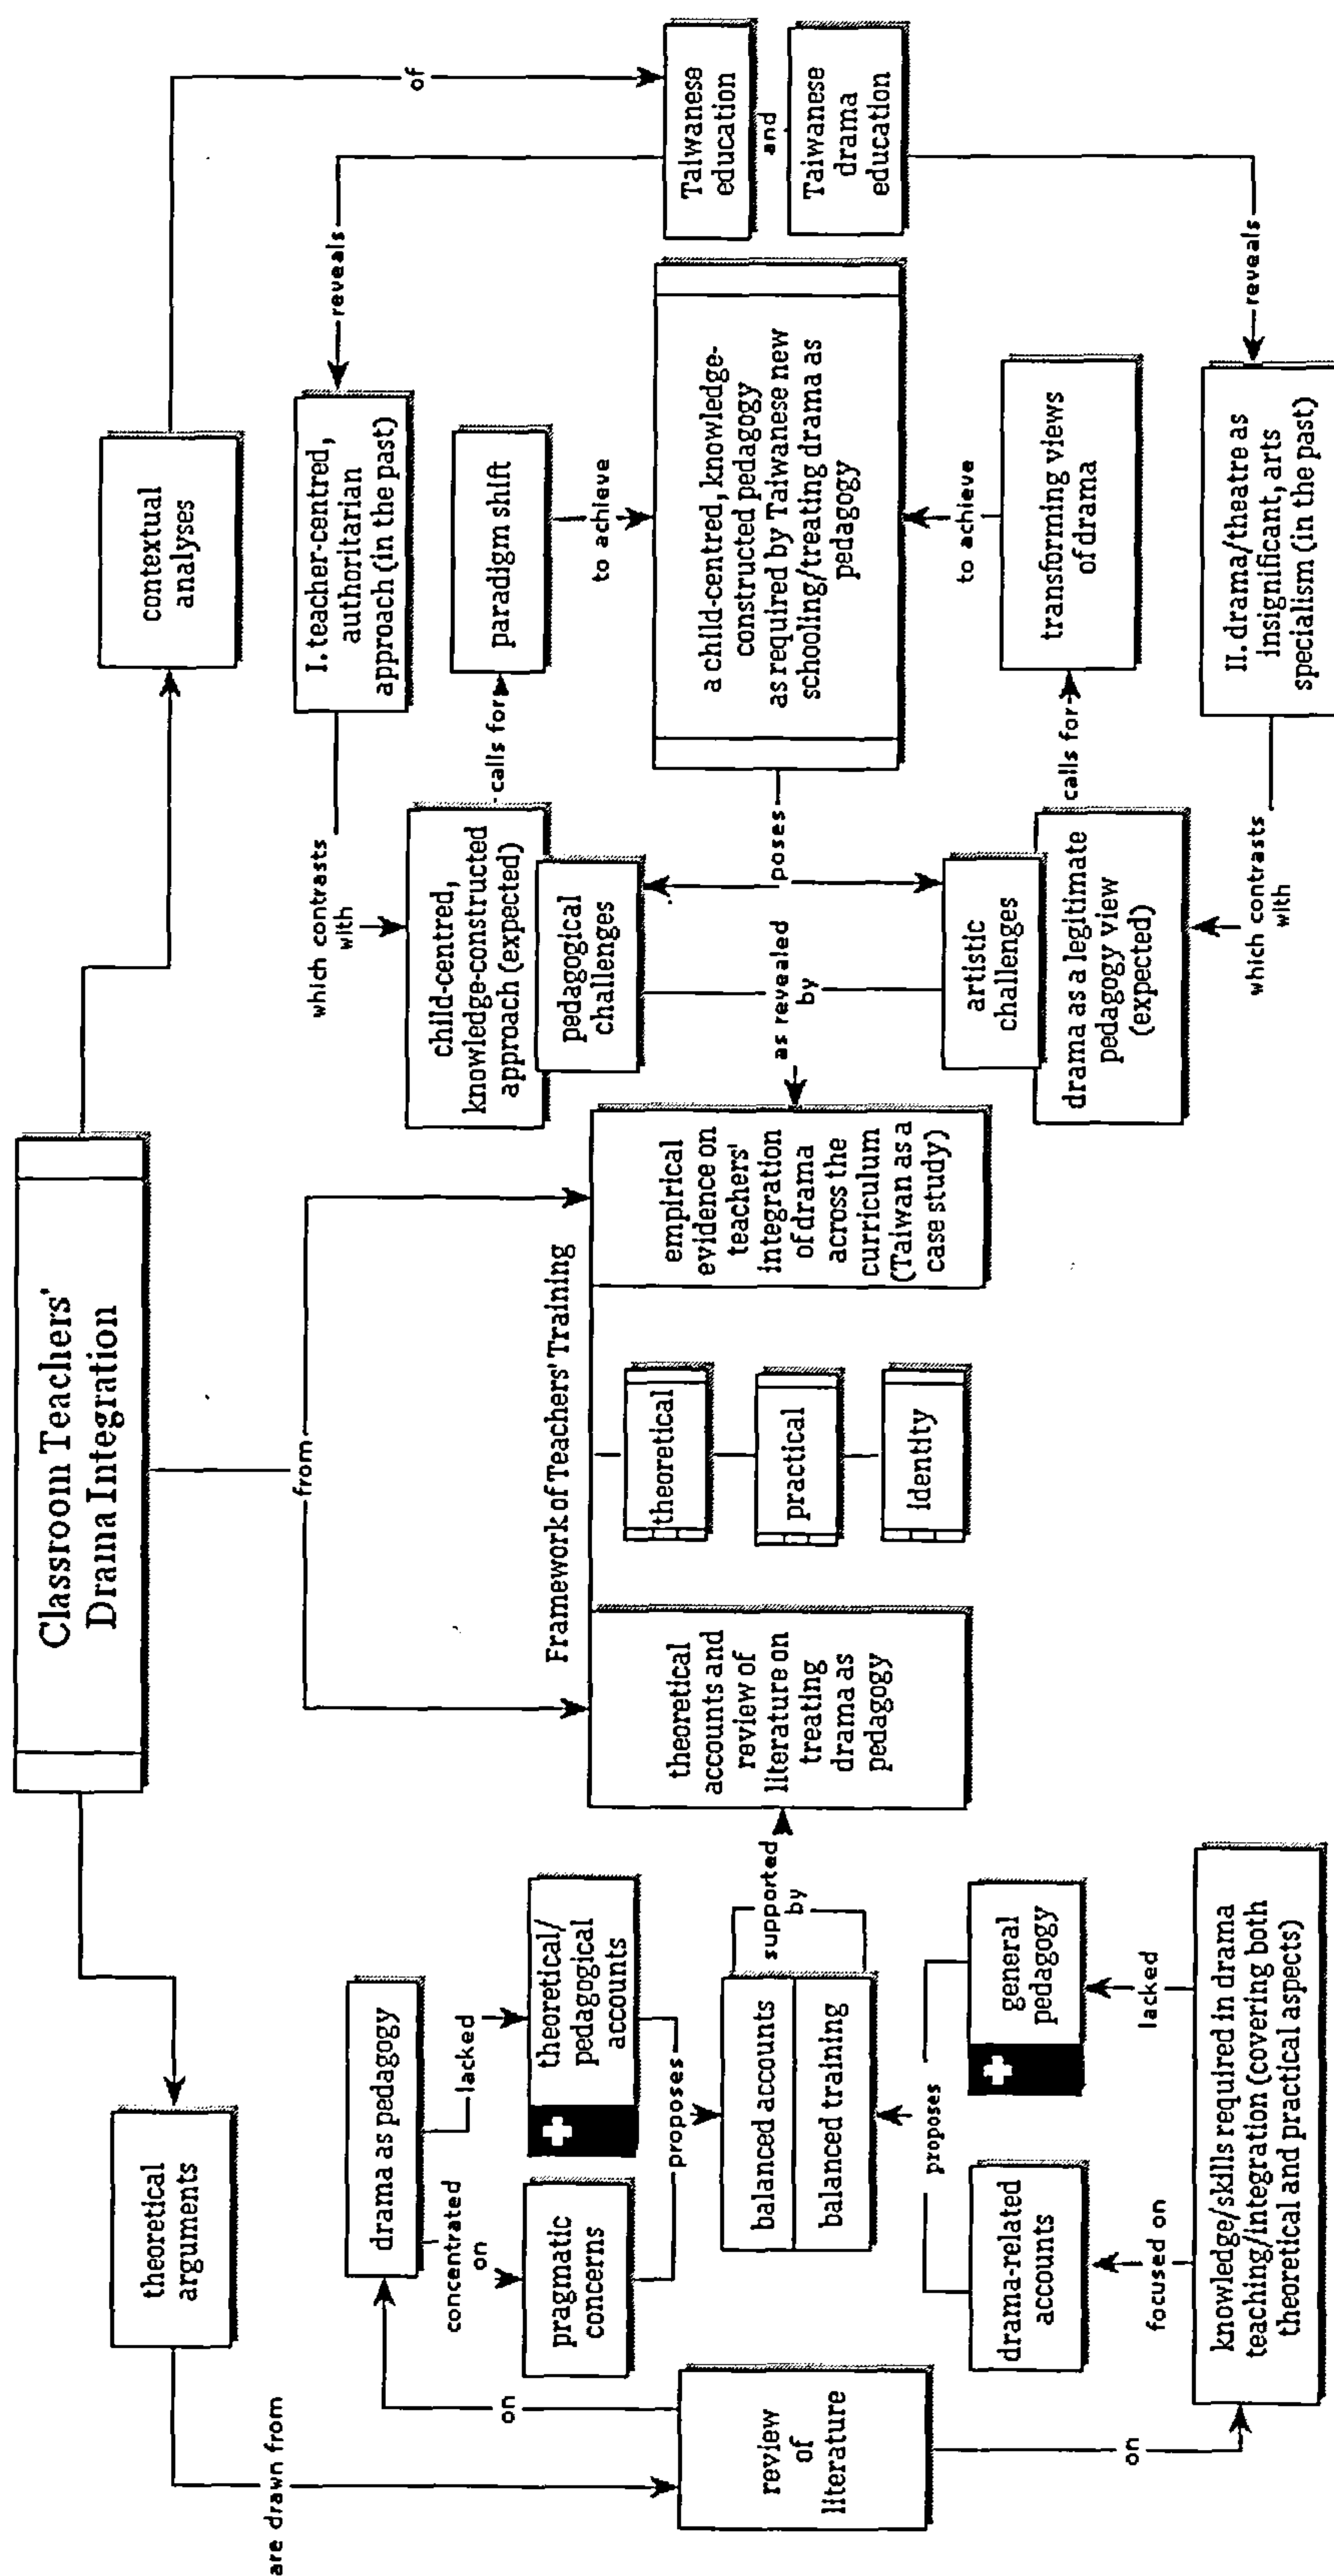 Classroom Teachers'
Drama Integration
theoretical
arguments
contextual
analyses
are drawn from
from
of
review
of
literature
on
on
drama as pedagogy
concentrated
on
lacked
pragmatic
concerns
theoretical/
pedagogical
accounts
proposes
balanced accounts
balanced training
supported
by
proposes
drama-related
accounts
general
pedagogy
focused on
lacked
knowledge/skills required in drama
teaching/integration (covering both
theoretical and practical aspects)
Framework of Teachers' Training
theoretical
accounts and
review of
literature on
treating
drama as
pedagogy
theoretical
practical
identity
empirical
evidence on
teachers'
integration
of drama
across the
curriculum
(Taiwan as a
case study)
as revealed
by
poses
which contrasts
with
child-centred,
knowledge-constructed
approach (expected)
pedagogical
challenges
artistic
challenges
drama as a legitimate
pedagogy view
(expected)
which contrasts
with
calls for
calls for
I. teacher-centred,
authoritarian
approach (in the past)
paradigm shift
to achieve
a child-centred, knowledge-
constructed pedagogy
as required by Taiwanese new
schooling/treating drama as
pedagogy
to achieve
transforming views
of drama
II. drama/theatre as
insignificant, arts
specialism (in the past)
reveals
reveals
Taiwanese
education
and
Taiwanese
drama
education